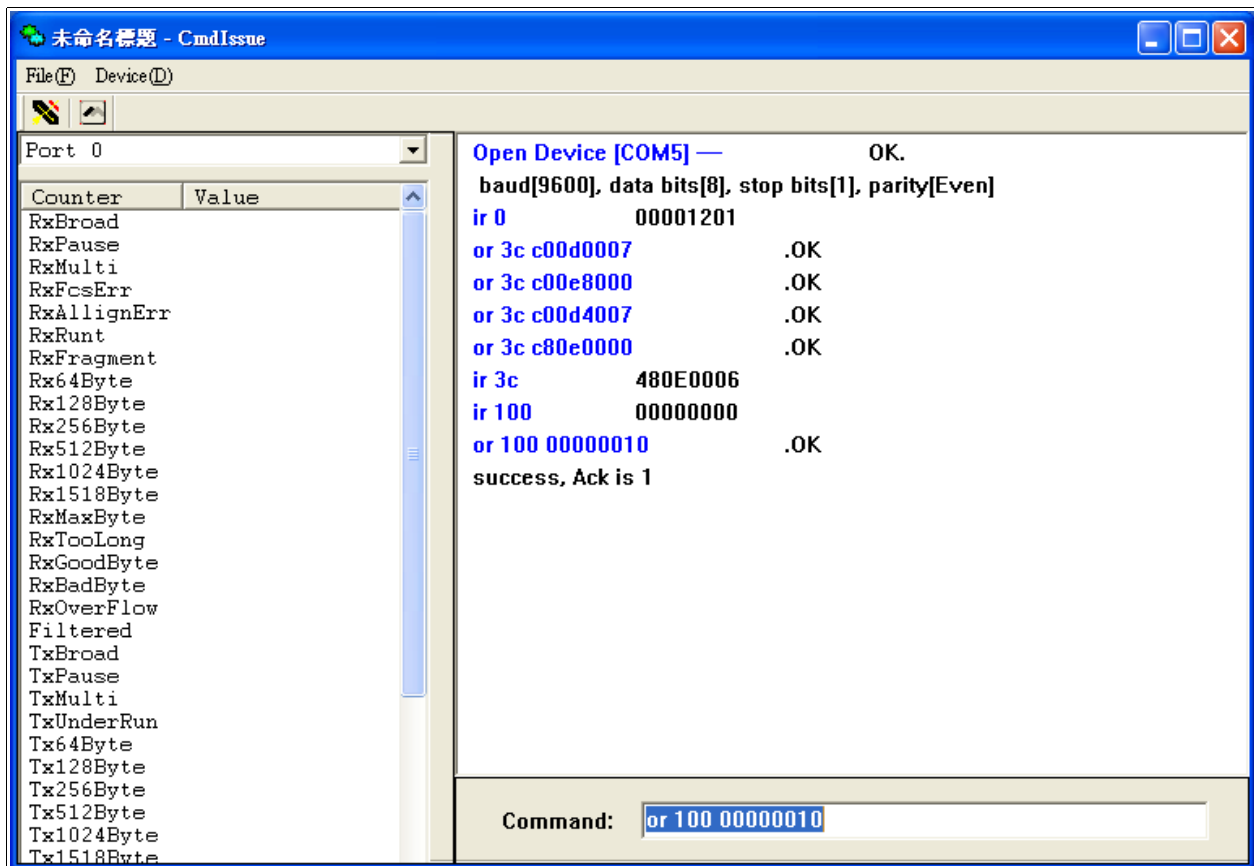 未命名標題 - CmdIssue
File(F) Device(D)
Port 0
Counter Value
RxBroad
RxPause
RxMulti
RxFcsErr
RxAllignErr
RxRunt
RxFragment
Rx64Byte
Rx128Byte
Rx256Byte
Rx512Byte
Rx1024Byte
Rx1518Byte
RxMaxByte
RxTooLong
RxGoodByte
RxBadByte
RxOverFlow
Filtered
TxBroad
TxPause
TxMulti
TxUnderRun
Tx64Byte
Tx128Byte
Tx256Byte
Tx512Byte
Tx1024Byte
Tx1518Byte
Open Device [COM5] — OK.
baud[9600], data bits[8], stop bits[1], parity[Even]
ir 0 00001201
or 3c c00d0007 .OK
or 3c c00e8000 .OK
or 3c c00d4007 .OK
or 3c c80e0000 .OK
ir 3c 480E0006
ir 100 00000000
or 100 00000010 .OK
success, Ack is 1
Command: or 100 00000010